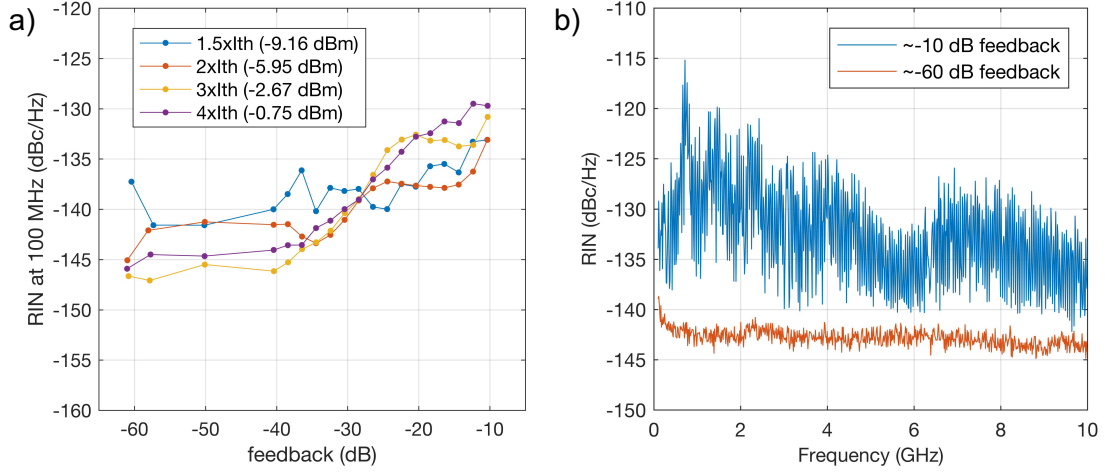 a)
-120
-125
-130
-135
-140
-145
-150
-155
-160
RIN at 100 MHz (dBc/Hz)
1.5xIth (-9.16 dBm)
2xIth (-5.95 dBm)
3xIth (-2.67 dBm)
4xIth (-0.75 dBm)
-60 -50 -40 -30 -20 -10
feedback (dB)
b)
-110
-115
-120
-125
-130
-135
-140
-145
-150
RIN (dBc/Hz)
~-10 dB feedback
~-60 dB feedback
0 2 4 6 8 10
Frequency (GHz)